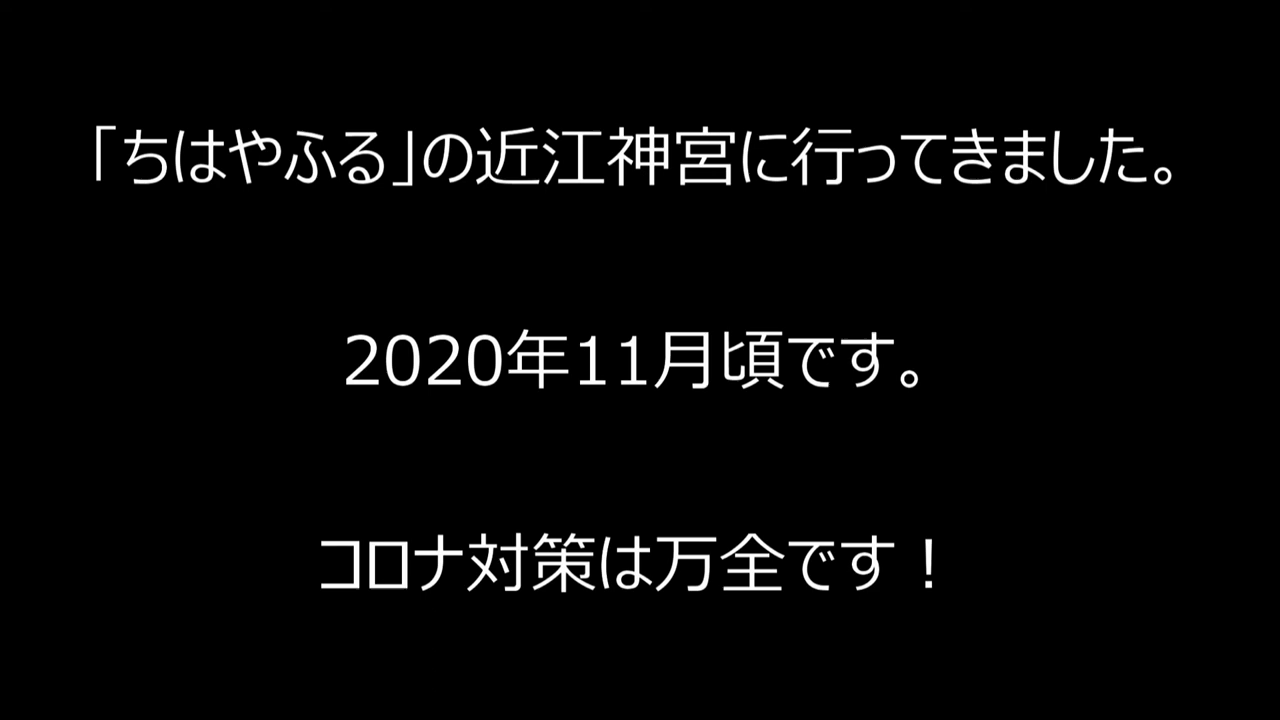 「ちはやふる」の近江神宮に行ってきました。
2020年11月頃です。
コロナ対策は万全です！